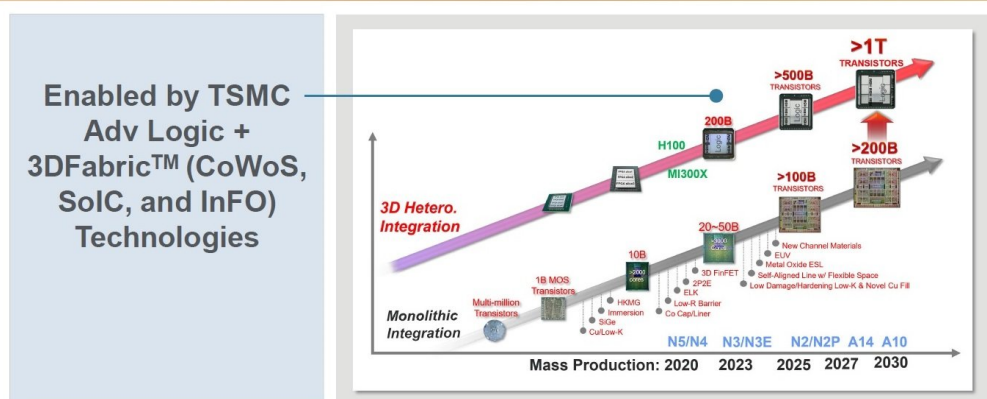 Enabled by TSMC
Adv Logic +
3DFabric™ (CoWoS,
SoIC, and InFO)
Technologies
>1T
TRANSISTORS
>500B
TRANSISTORS
200B
Logic
H100
MI300X
3D Hetero.
Integration
>200B
TRANSISTORS
>100B
TRANSISTORS
20~50B
10B
1B MOS
Transistors
Multi-million
Transistors
Monolithic
Integration
New Channel Materials
EUV
Metal Oxide ESL
Self-Aligned Line w/ Flexible Space
Low Damage/Hardening Low-K & Novel Cu Fill
3D FinFET
2P2E
ELK
Low-R Barrier
Co Cap/Liner
HKMG
Immersion
SiGe
Cu/Low-K
N5/N4 N3/N3E N2/N2P A14 A10
Mass Production: 2020 2023 2025 2027 2030